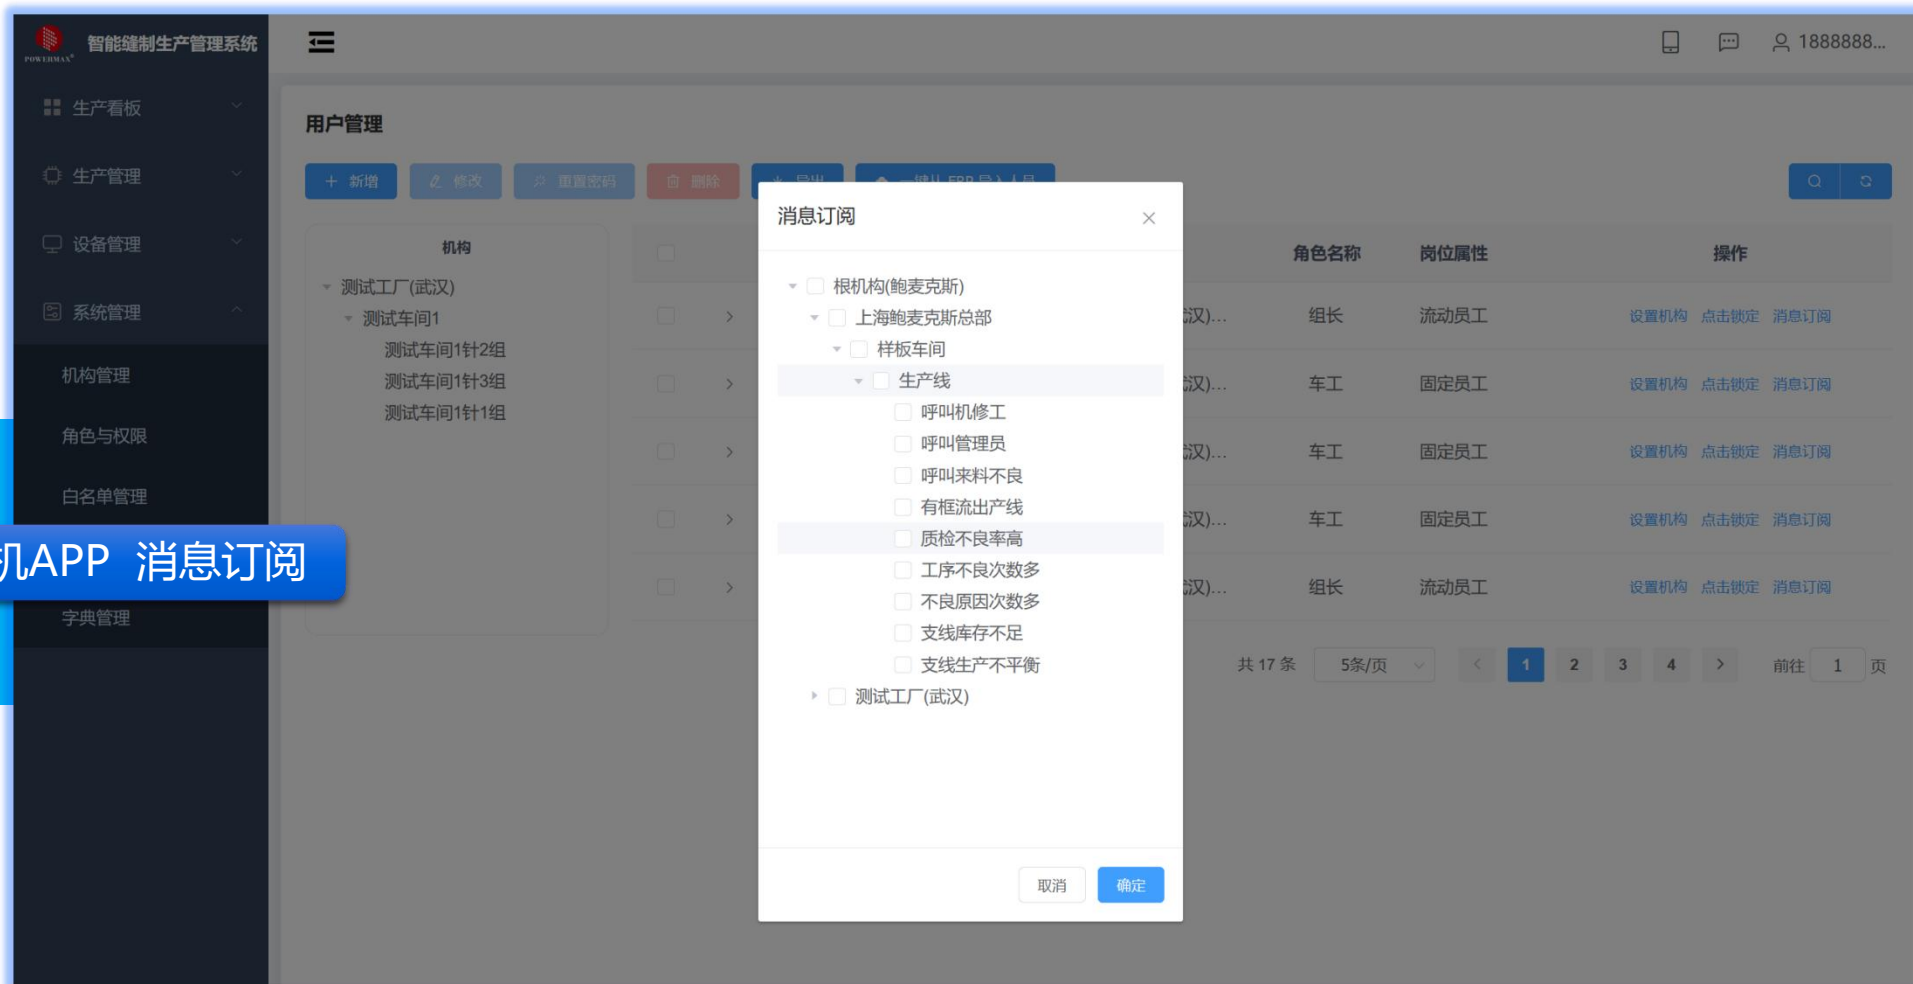 POWERMAX®
智能缝制生产管理系统
1888888...
生产看板
生产管理
设备管理
系统管理
机构管理
角色与权限
白名单管理
机APP 消息订阅
字典管理
用户管理
+ 新增
修改
重置密码
删除
导出
一键从 ERP 导入人员
机构
测试工厂(武汉)
测试车间1
测试车间1针2组
测试车间1针3组
测试车间1针1组
角色名称 岗位属性 操作
汉)... 组长 流动员工 设置机构 点击锁定 消息订阅
汉)... 车工 固定员工 设置机构 点击锁定 消息订阅
汉)... 车工 固定员工 设置机构 点击锁定 消息订阅
汉)... 车工 固定员工 设置机构 点击锁定 消息订阅
汉)... 组长 流动员工 设置机构 点击锁定 消息订阅
共 17 条 5条/页 < 1 2 3 4 > 前往 1 页
消息订阅
根机构(鲍麦克斯)
上海鲍麦克斯总部
样板车间
生产线
呼叫机修工
呼叫管理员
呼叫来料不良
有框流出产线
质检不良率高
工序不良次数多
不良原因次数多
支线库存不足
支线生产不平衡
测试工厂(武汉)
取消
确定